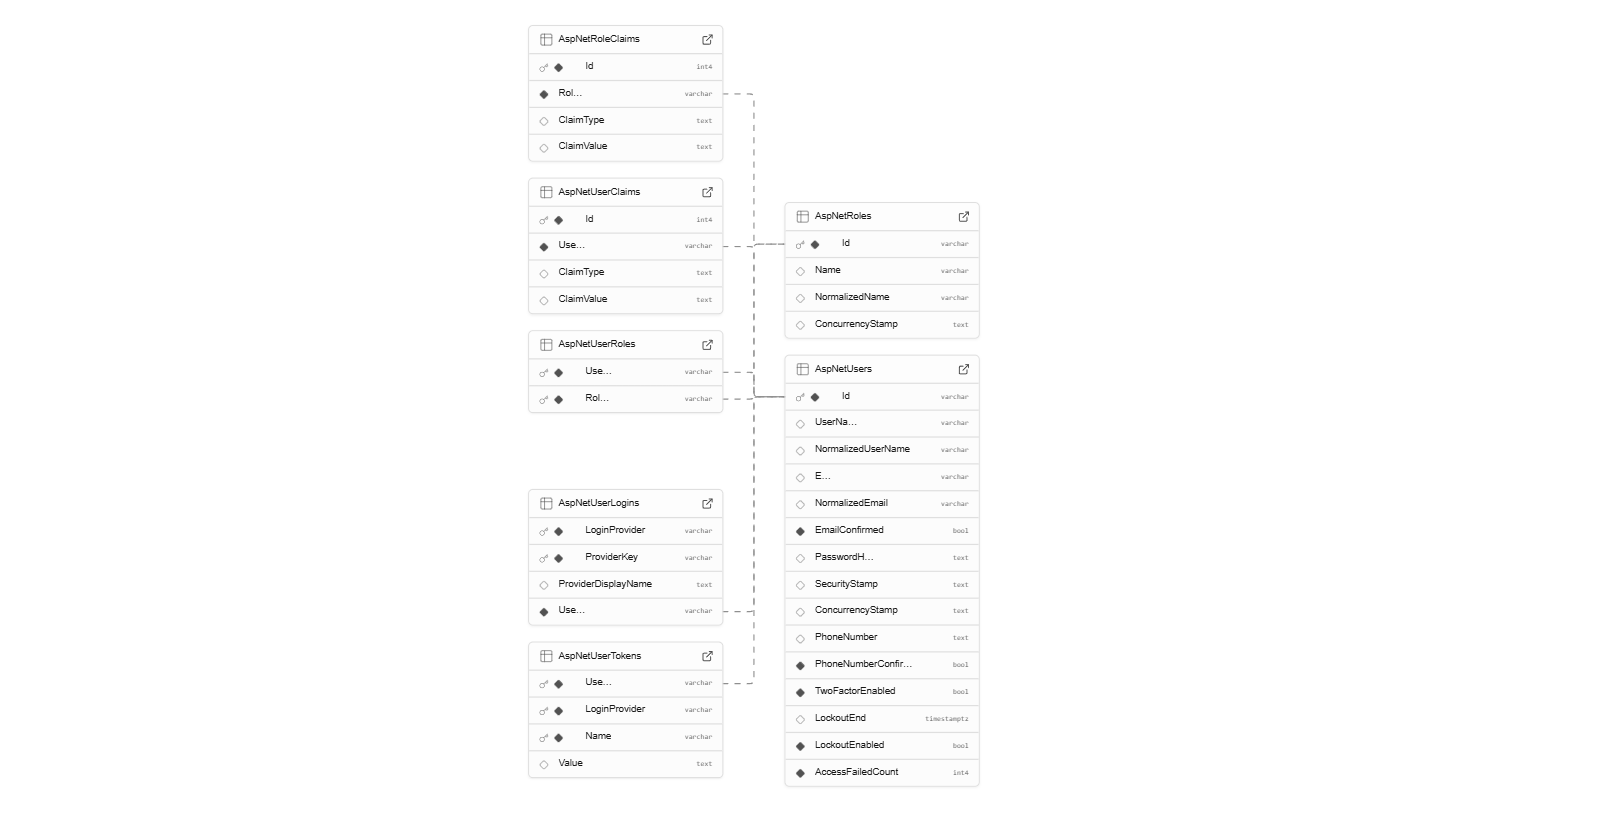 AspNetRoleClaims
Id int4
Rol... varchar
ClaimType text
ClaimValue text
AspNetUserClaims
Id int4
Use... varchar
ClaimType text
ClaimValue text
AspNetUserRoles
Use... varchar
Rol... varchar
AspNetUserLogins
LoginProvider varchar
ProviderKey varchar
ProviderDisplayName text
Use... varchar
AspNetUserTokens
Use... varchar
LoginProvider varchar
Name varchar
Value text
AspNetRoles
Id varchar
Name varchar
NormalizedName varchar
ConcurrencyStamp text
AspNetUsers
Id varchar
UserNa... varchar
NormalizedUserName varchar
E... varchar
NormalizedEmail varchar
EmailConfirmed bool
PasswordH... text
SecurityStamp text
ConcurrencyStamp text
PhoneNumber text
PhoneNumberConfir... bool
TwoFactorEnabled bool
LockoutEnd timestamptz
LockoutEnabled bool
AccessFailedCount int4